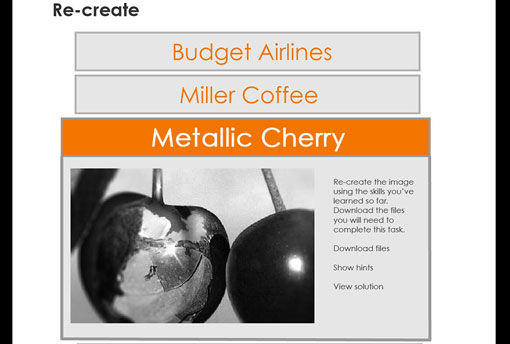 Re-create
Budget Airlines
Miller Coffee
Metallic Cherry
Re-create the image
using the skills you've
learned so far.
Download the files
you will need to
complete this task.
Download files
Show hints
View solution